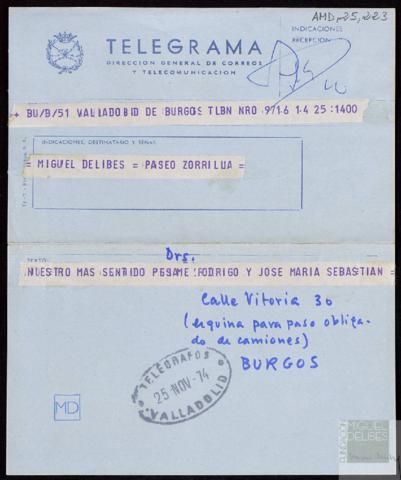 AMD,25,223
INDICACIONES
RECEPCION
TELEGRAMA
DIRECCION GENERAL DE CORREOS
Y TELECOMUNICACION
+ BU/B/51 VALLADOBID DE BURGOS TLBN NRO 9716 14 25:1400
INDICACIONES, DESTINATARIO Y SEÑAS
= MIGUEL DELIBES = PASEO ZORRILUA =
Drs.
TEXTO:
NUESTRO MAS SENTIDO PESAME:RODRIGO Y JOSE MARIA SEBASTIAN =
Calle Vitoria 30
(esquina para paso obliga-
do de camiones)
BURGOS
TELEGRAFOS
25 NOV 74
VALLADOLID
MD
FUNDACIÓN
MIGUEL
DELIBES